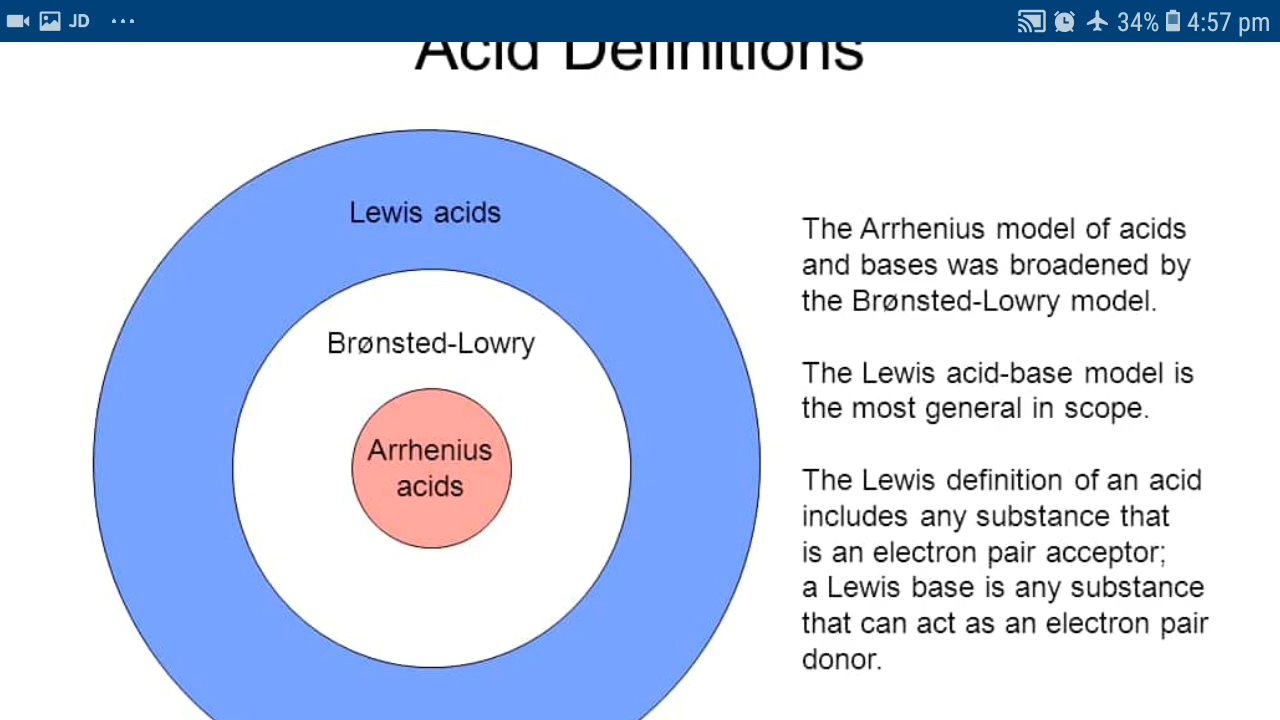 JD ... 34% 4:57 pm
Acid Definitions
Lewis acids
Brønsted-Lowry
Arrhenius
acids
The Arrhenius model of acids
and bases was broadened by
the Brønsted-Lowry model.
The Lewis acid-base model is
the most general in scope.
The Lewis definition of an acid
includes any substance that
is an electron pair acceptor;
a Lewis base is any substance
that can act as an electron pair
donor.